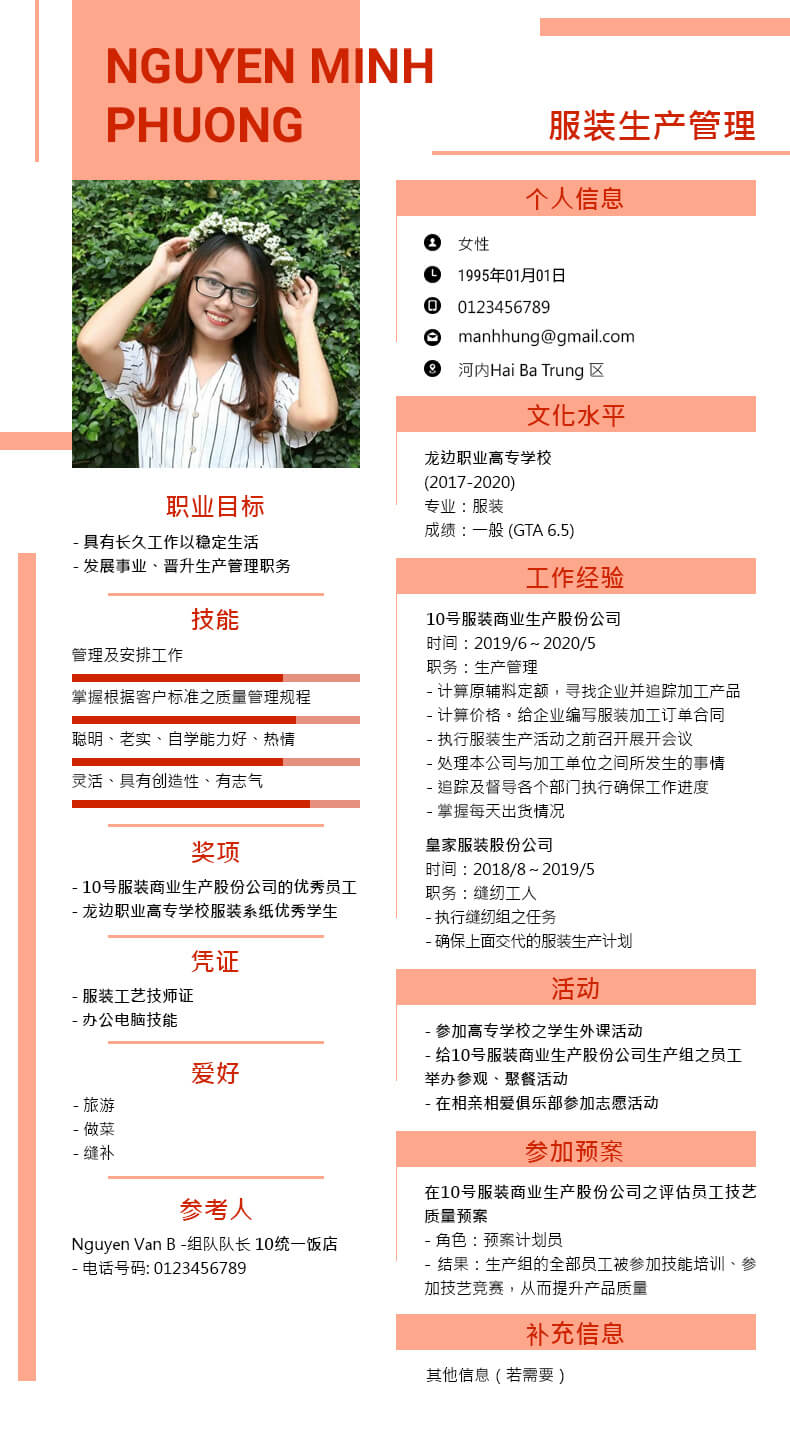 NGUYEN MINH
PHUONG
服装生产管理
职业目标
- 具有长久工作以稳定生活
- 发展事业、晋升生产管理职务
技能
管理及安排工作
掌握根据客户标准之质量管理规程
聪明、老实、自学能力好、热情
灵活、具有创造性、有志气
奖项
- 10号服装商业生产股份公司的优秀员工
- 龙边职业高专学校服装系纸优秀学生
凭证
- 服装工艺技师证
- 办公电脑技能
爱好
- 旅游
- 做菜
- 缝补
参考人
Nguyen Van B -组队队长 10统一饭店
- 电话号码: 0123456789
个人信息
女性
1995年01月01日
0123456789
manhhung@gmail.com
河内Hai Ba Trung 区
文化水平
龙边职业高专学校
(2017-2020)
专业：服装
成绩：一般 (GTA 6.5)
工作经验
10号服装商业生产股份公司
时间：2019/6～2020/5
职务：生产管理
- 计算原辅料定额，寻找企业并追踪加工产品
- 计算价格。给企业编写服装加工订单合同
- 执行服装生产活动之前召开展开会议
- 处理本公司与加工单位之间所发生的事情
- 追踪及督导各个部门执行确保工作进度
- 掌握每天出货情况
皇家服装股份公司
时间：2018/8～2019/5
职务：缝纫工人
- 执行缝纫组之任务
- 确保上面交代的服装生产计划
活动
- 参加高专学校之学生外课活动
- 给10号服装商业生产股份公司生产组之员工
举办参观、聚餐活动
- 在相亲相爱俱乐部参加志愿活动
参加预案
在10号服装商业生产股份公司之评估员工技艺
质量预案
- 角色：预案计划员
- 结果：生产组的全部员工被参加技能培训、参
加技艺竞赛，从而提升产品质量
补充信息
其他信息（若需要）